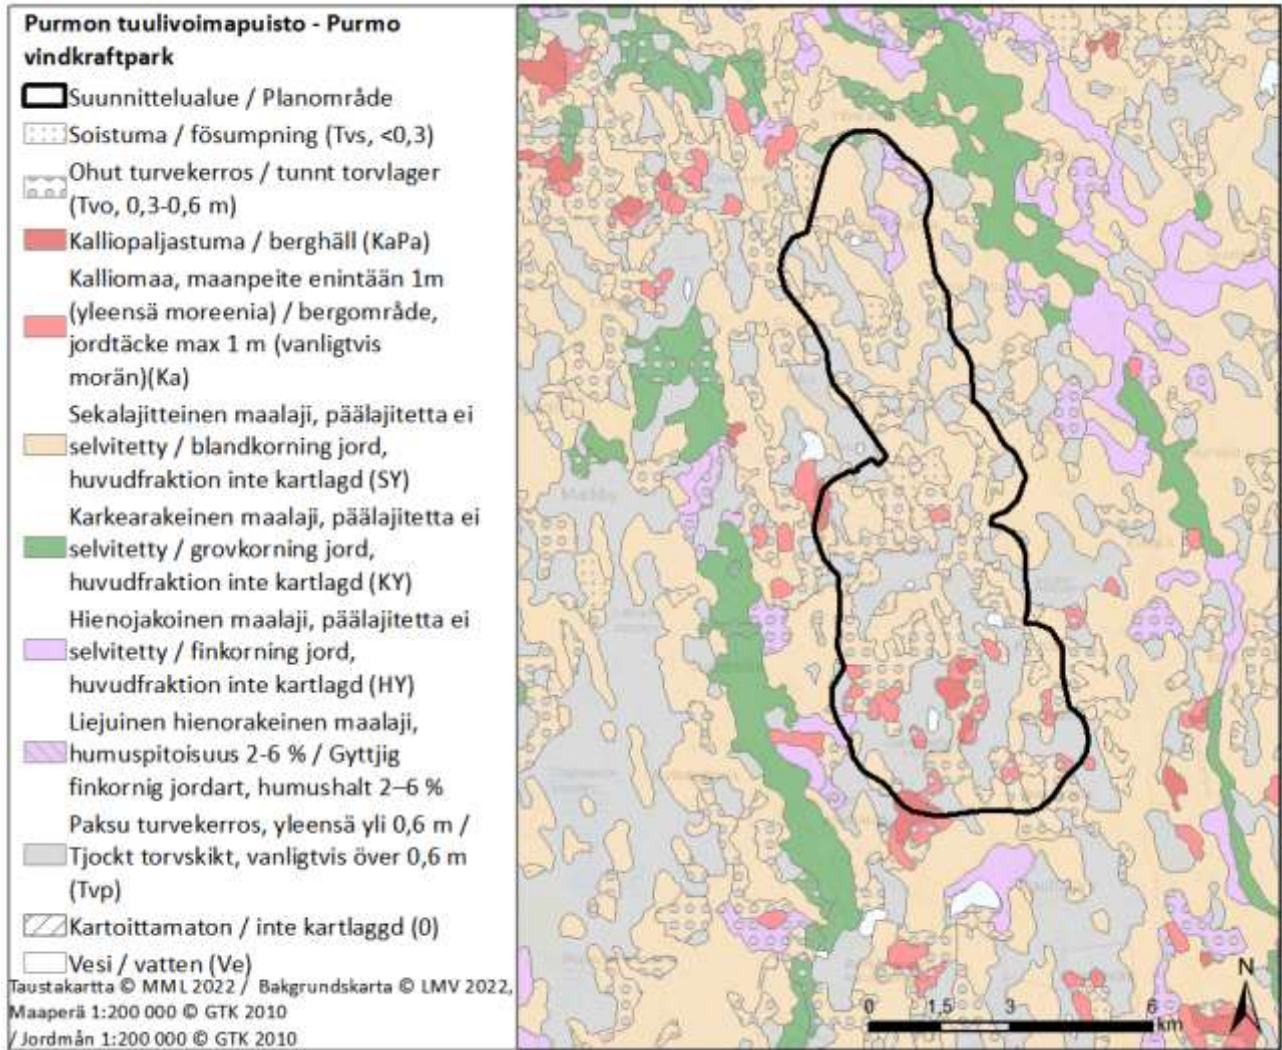 Purmon tuulivoimapuisto - Purmo
vindkraftpark
Suunnittelualue / Planområde
Soistuma / fösumpning (Tvs, <0,3)
Ohut turvekerros / tunnt torvlager
(Tvo, 0,3-0,6 m)
Kalliopaljastuma / berghäll (KaPa)
Kalliomaa, maanpeite enintään 1m
(yleensä moreenia) / bergområde,
jordtäcke max 1 m (vanligtvis
morän)(Ka)
Sekalajitteinen maalaji, päälajitetta ei
selvitetty / blandkorning jord,
huvudfraktion inte kartlagd (SY)
Karkearakeinen maalaji, päälajitetta ei
selvitetty / grovkorning jord,
huvudfraktion inte kartlagd (KY)
Hienojakoinen maalaji, päälajitetta ei
selvitetty / finkorning jord,
huvudfraktion inte kartlagd (HY)
Liejuinen hienorakeinen maalaji,
humuspitoisuus 2-6 % / Gyttjig
finkornig jordart, humushalt 2–6 %
Paksu turvekerros, yleensä yli 0,6 m /
Tjockt torvskikt, vanligtvis över 0,6 m
(Tvp)
Kartoittamaton / inte kartlaggd (0)
Vesi / vatten (Ve)
Taustakartta © MML 2022 / Bakgrundskarta © LMV 2022,
Maaperä 1:200 000 © GTK 2010
/ Jordmån 1:200 000 © GTK 2010
N
0 1,5 3 6
km